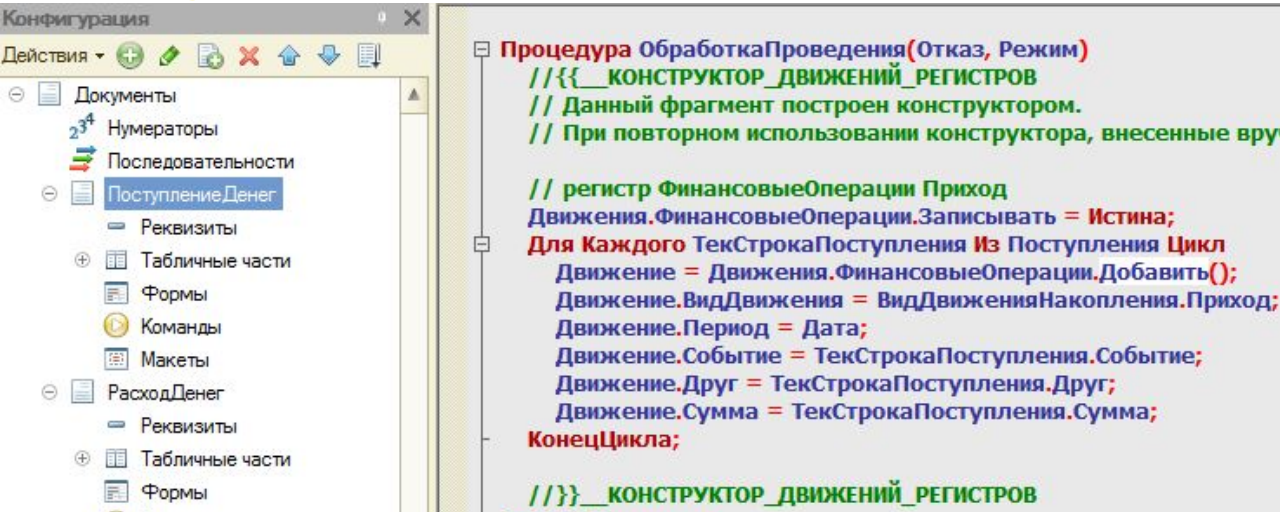 Конфигурация
Действия
Документы
Нумераторы
Последовательности
ПоступлениеДенег
Реквизиты
Табличные части
Формы
Команды
Макеты
РасходДенег
Реквизиты
Табличные части
Формы
Процедура ОбработкаПроведения(Отказ, Режим)
//{{__КОНСТРУКТОР_ДВИЖЕНИЙ_РЕГИСТРОВ
// Данный фрагмент построен конструктором.
// При повторном использовании конструктора, внесенные вру
// регистр ФинансовыеОперации Приход
Движения.ФинансовыеОперации.Записывать = Истина;
Для Каждого ТекСтрокаПоступления Из Поступления Цикл
Движение = Движения.ФинансовыеОперации.Добавить();
Движение.ВидДвижения = ВидДвиженияНакопления.Приход;
Движение.Период = Дата;
Движение.Событие = ТекСтрокаПоступления.Событие;
Движение.Друг = ТекСтрокаПоступления.Друг;
Движение.Сумма = ТекСтрокаПоступления.Сумма;
КонецЦикла;
//}}__КОНСТРУКТОР_ДВИЖЕНИЙ_РЕГИСТРОВ